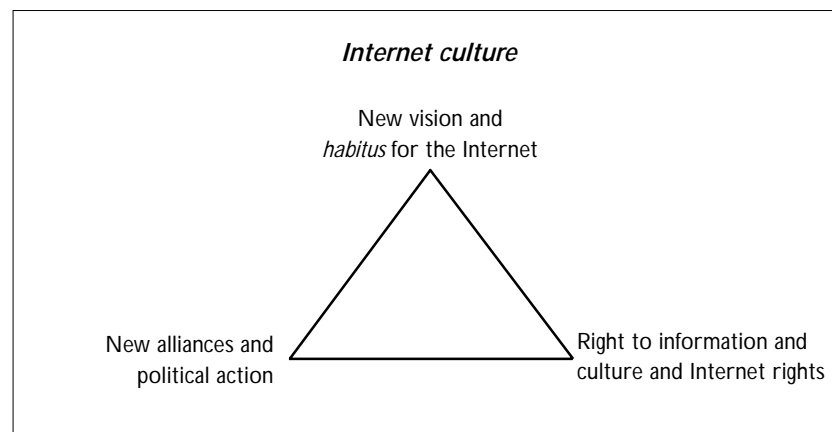 Internet culture
New vision and
habitus for the Internet
New alliances and
political action
Right to information and
culture and Internet rights